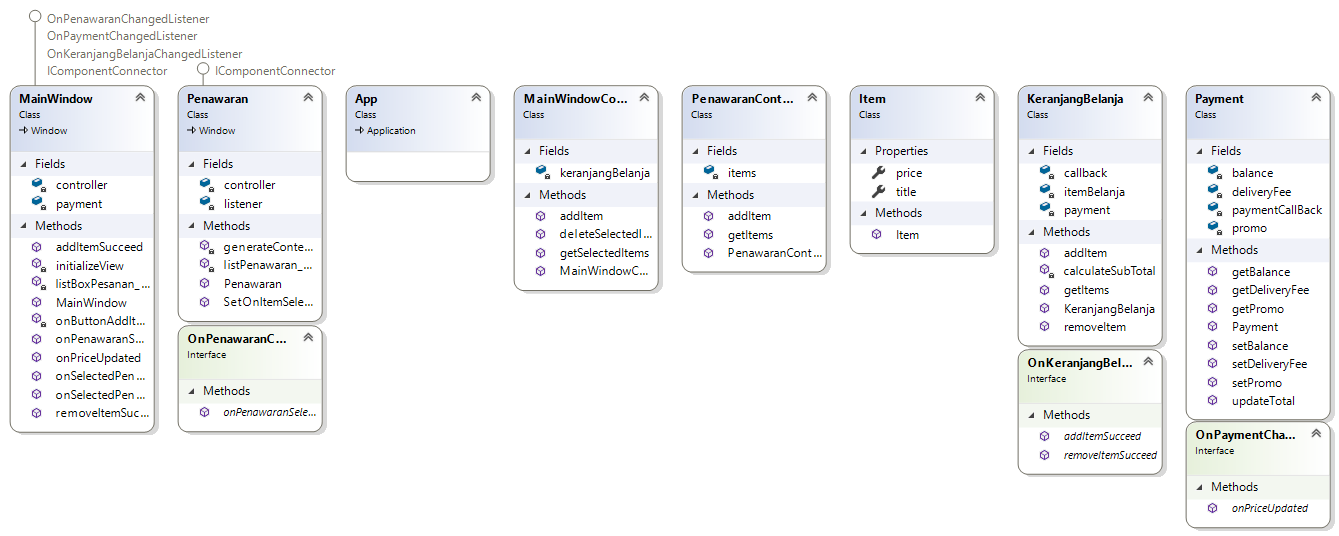 OnPenawaranChangedListener
OnPaymentChangedListener
OnKeranjangBelanjaChangedListener
IComponentConnector
MainWindow
Class
Window
Fields
controller
payment
Methods
addItemSucceed
initializeView
listBoxPesanan_...
MainWindow
onButtonAddIt...
onPenawaranS...
onPriceUpdated
onSelectedPen...
onSelectedPen...
removeItemSuc...
IComponentConnector
Penawaran
Class
Window
Fields
controller
listener
Methods
generateConte...
listPenawaran_...
Penawaran
SetOnItemSele...
OnPenawaranC...
Interface
Methods
onPenawaranSele...
App
Class
Application
MainWindowCo...
Class
Fields
keranjangBelanja
Methods
addItem
deleteSelectedI...
getSelectedItems
MainWindowC...
PenawaranCont...
Class
Fields
items
Methods
addItem
getItems
PenawaranCont...
Item
Class
Properties
price
title
Methods
Item
KeranjangBelanja
Class
Fields
callback
itemBelanja
payment
Methods
addItem
calculateSubTotal
getItems
KeranjangBelanja
removeItem
OnKeranjangBel...
Interface
Methods
addItemSucceed
removeItemSucceed
Payment
Class
Fields
balance
deliveryFee
paymentCallBack
promo
Methods
getBalance
getDeliveryFee
getPromo
Payment
setBalance
setDeliveryFee
setPromo
updateTotal
OnPaymentCha...
Interface
Methods
onPriceUpdated